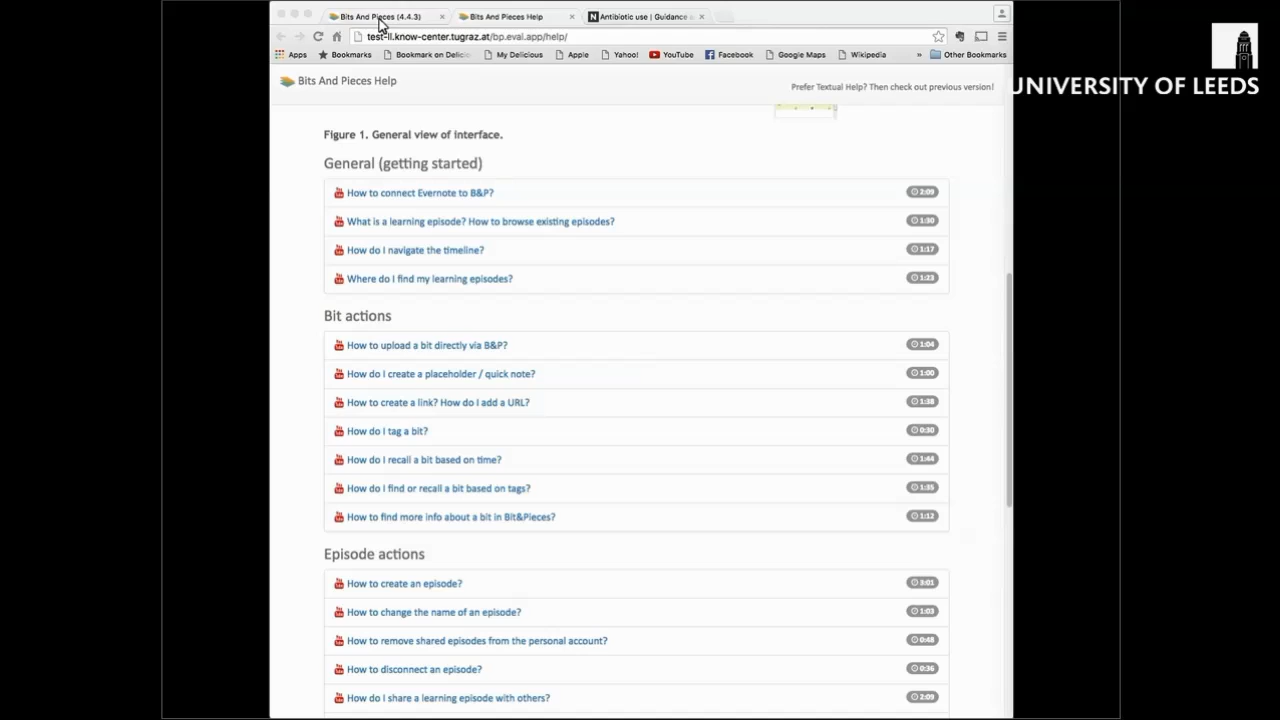 Bits And Pieces (4.4.3)
Bits And Pieces Help
Antibiotic use | Guidance
test-ll.know-center.tugraz.at/bp.eval.app/help/
Apps
Bookmarks
Bookmark on Delici
My Delicious
Apple
Yahoo!
YouTube
Facebook
Google Maps
Wikipedia
»
Other Bookmarks
UNIVERSITY OF LEEDS
Bits And Pieces Help
Prefer Textual Help? Then check out previous version!
Figure 1. General view of interface.
General (getting started)
How to connect Evernote to B&P? 2:09
What is a learning episode? How to browse existing episodes? 1:30
How do I navigate the timeline? 1:17
Where do I find my learning episodes? 1:23
Bit actions
How to upload a bit directly via B&P? 1:04
How do I create a placeholder / quick note? 1:00
How to create a link? How do I add a URL? 1:38
How do I tag a bit? 0:30
How do I recall a bit based on time? 1:44
How do I find or recall a bit based on tags? 1:35
How to find more info about a bit in Bit&Pieces? 1:12
Episode actions
How to create an episode? 3:01
How to change the name of an episode? 1:03
How to remove shared episodes from the personal account? 0:48
How to disconnect an episode? 0:36
How do I share a learning episode with others? 2:09